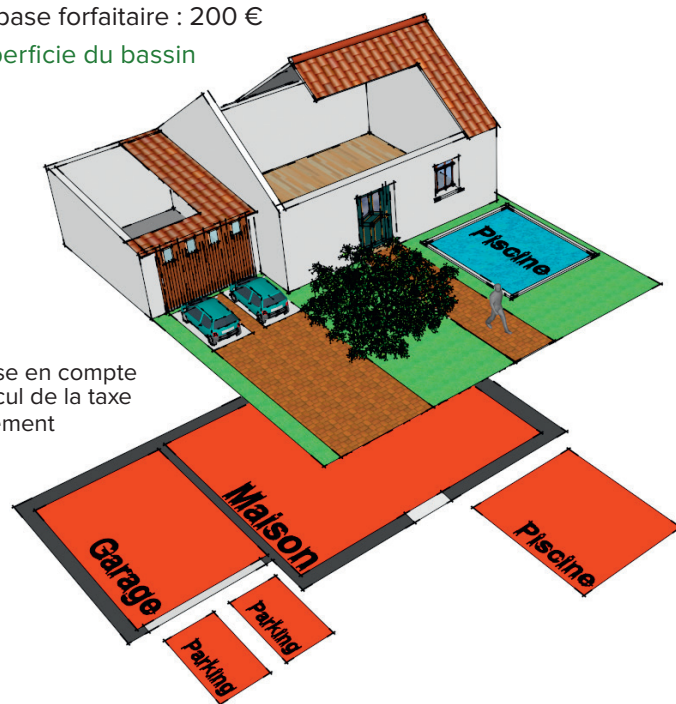 base forfaitaire : 200 €
perficie du bassin
Piscine
se en compte
cul de la taxe
ement
Maison
Garage
Piscine
Parking
Parking